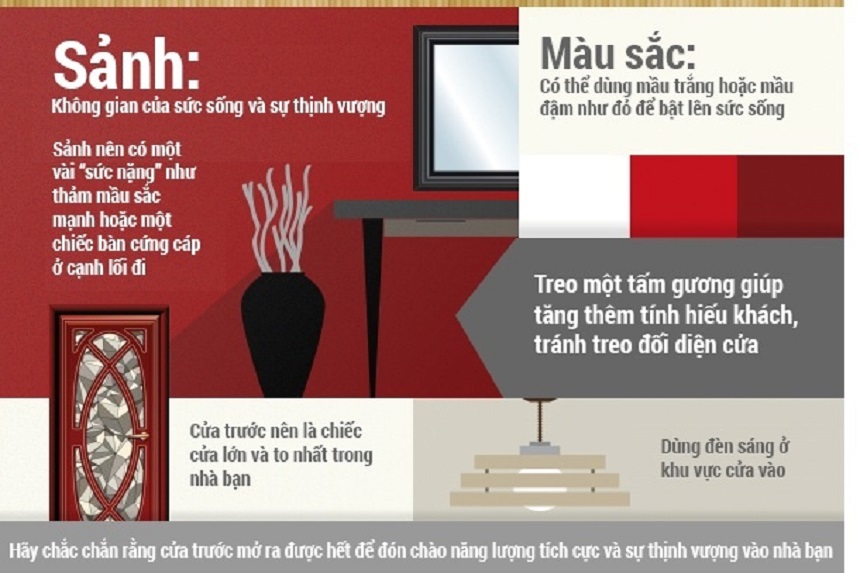 Sảnh:
Không gian của sức sống và sự thịnh vượng
Sảnh nên có một
vài “sức nặng” như
thảm mầu sắc
mạnh hoặc một
chiếc bàn cứng cáp
ở cạnh lối đi
Màu sắc:
Có thể dùng mầu trắng hoặc mầu
đậm như đỏ để bật lên sức sống
Treo một tấm gương giúp
tăng thêm tính hiếu khách,
tránh treo đối diện cửa
Cửa trước nên là chiếc
cửa lớn và to nhất trong
nhà bạn
Dùng đèn sáng ở
khu vực cửa vào
Hãy chắc chắn rằng cửa trước mở ra được hết để đón chào năng lượng tích cực và sự thịnh vượng vào nhà bạn